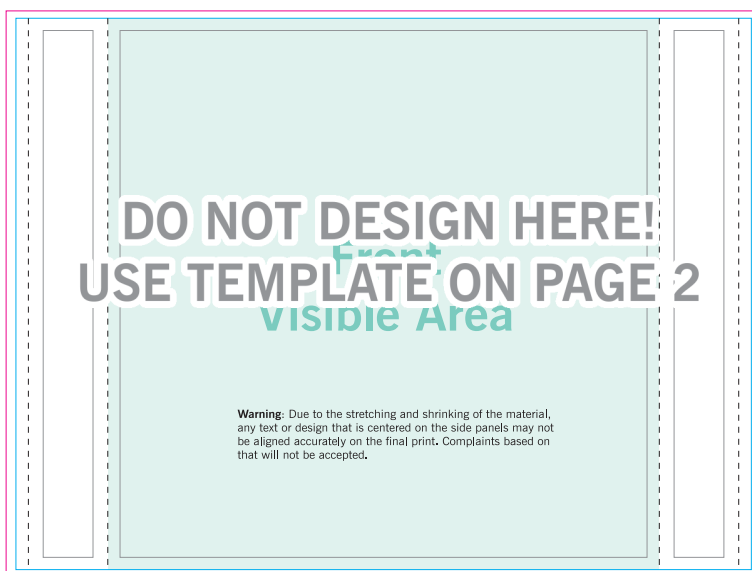 DO NOT DESIGN HERE!
Front
USE TEMPLATE ON PAGE 2
Visible Area
Warning: Due to the stretching and shrinking of the material,
any text or design that is centered on the side panels may not
be aligned accurately on the final print. Complaints based on
that will not be accepted.